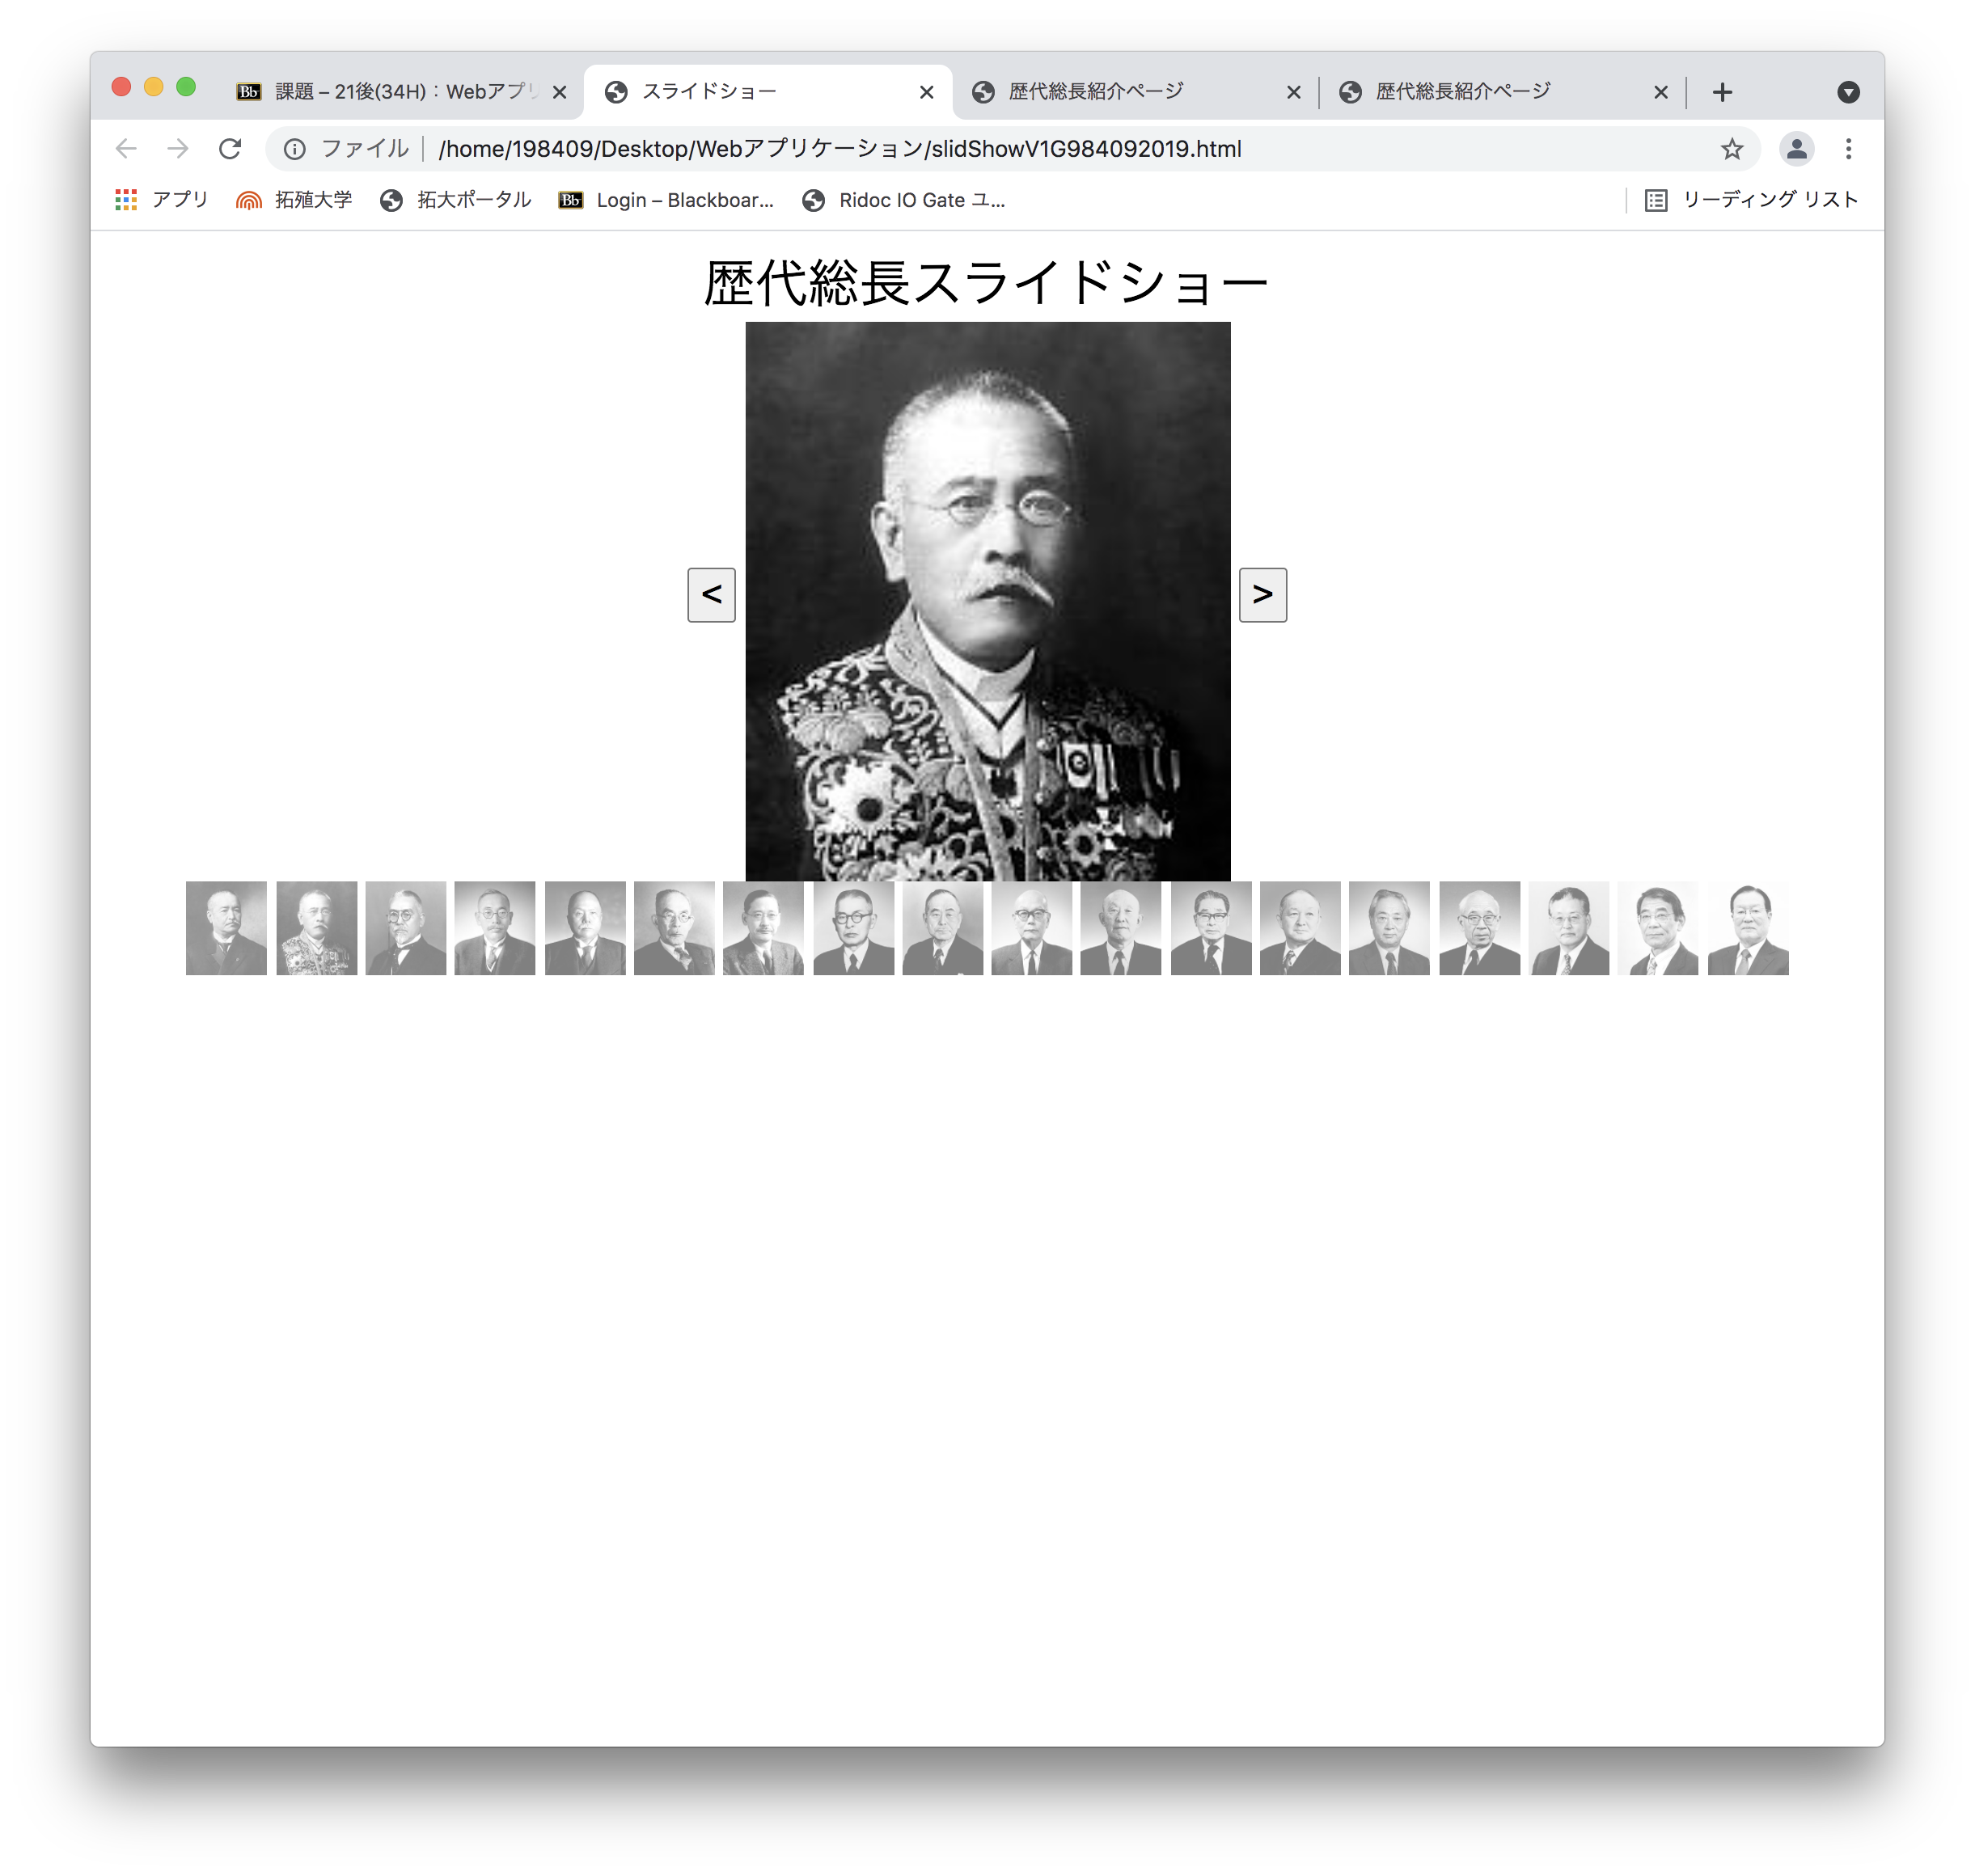 課題 – 21後(34H)：Webアプリ
スライドショー
歴代総長紹介ページ
歴代総長紹介ページ
ファイル
/home/198409/Desktop/Webアプリケーション/slidShowV1G984092019.html
アプリ
拓殖大学
拓大ポータル
Bb Login – Blackboar...
Ridoc IO Gate ユ...
リーディング リスト
歴代総長スライドショー
<
>